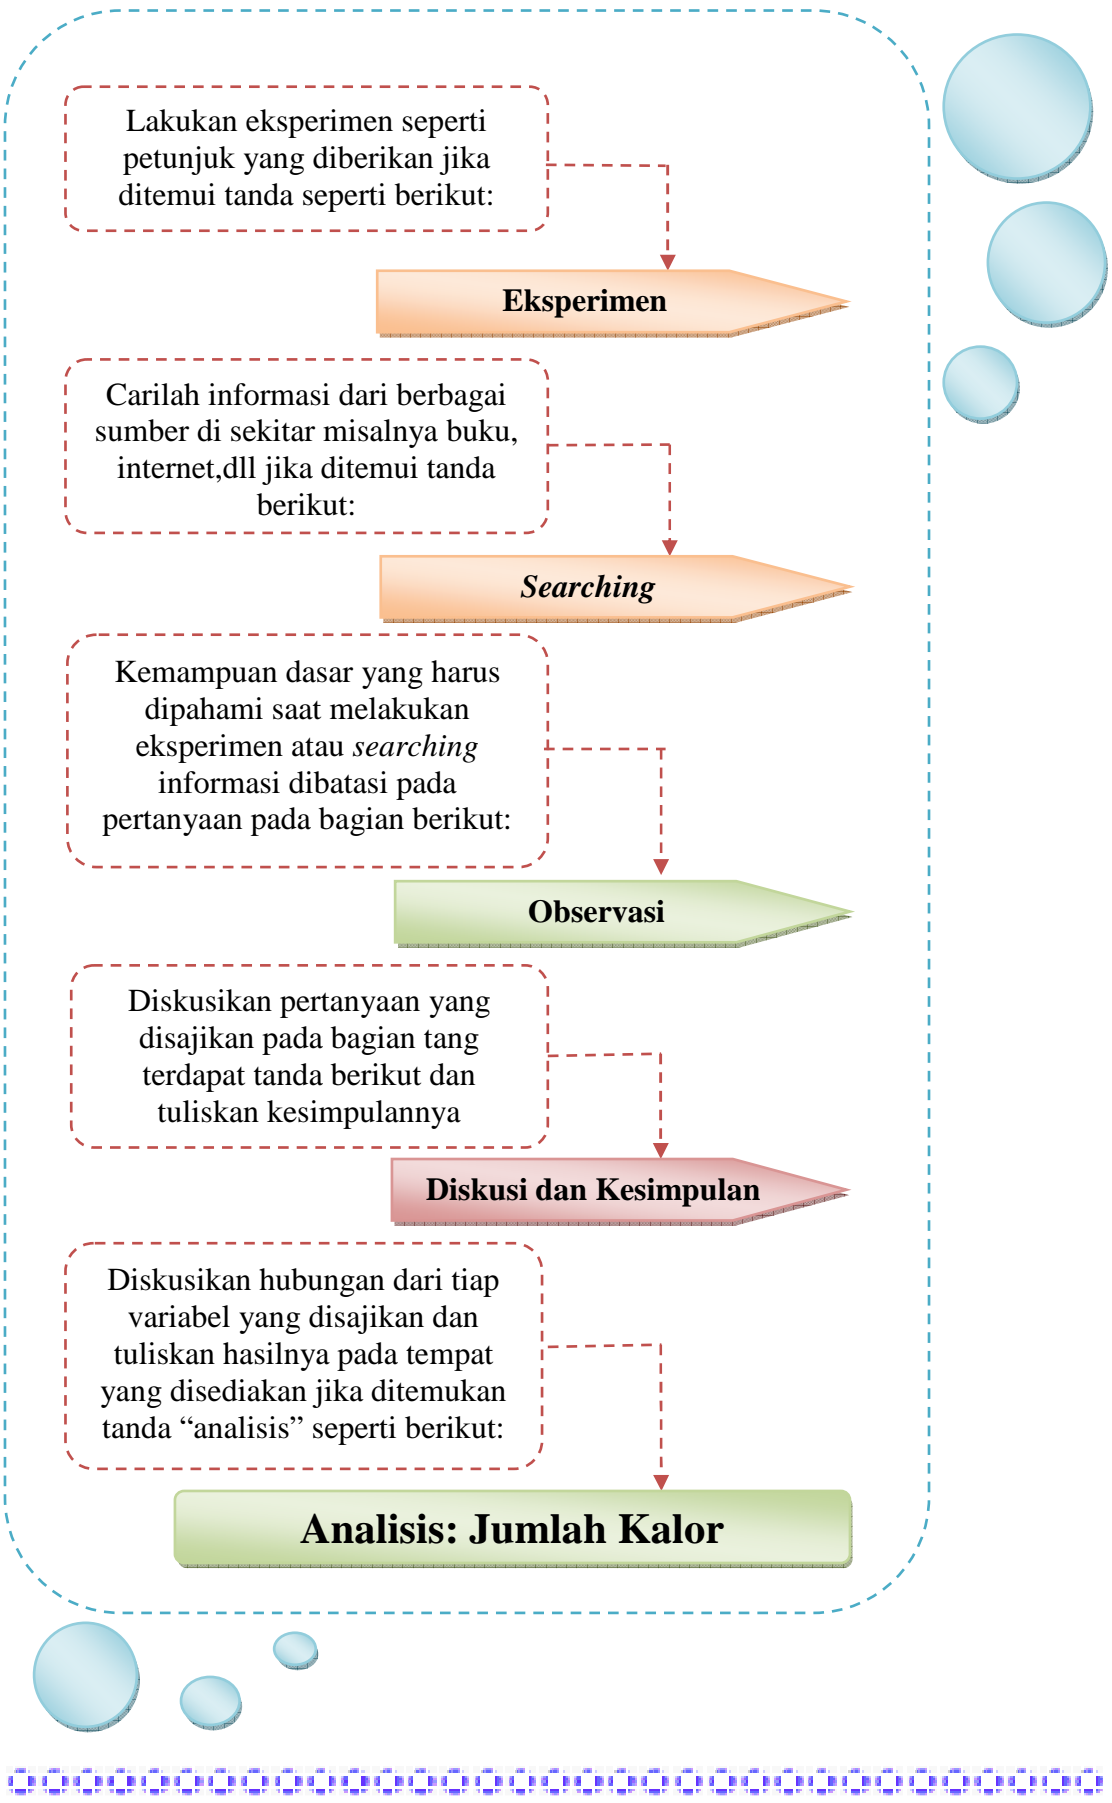 Lakukan eksperimen seperti
petunjuk yang diberikan jika
ditemui tanda seperti berikut:
Eksperimen
Carilah informasi dari berbagai
sumber di sekitar misalnya buku,
internet,dll jika ditemui tanda
berikut:
Searching
Kemampuan dasar yang harus
dipahami saat melakukan
eksperimen atau searching
informasi dibatasi pada
pertanyaan pada bagian berikut:
Observasi
Diskusikan pertanyaan yang
disajikan pada bagian tang
terdapat tanda berikut dan
tuliskan kesimpulannya
Diskusi dan Kesimpulan
Diskusikan hubungan dari tiap
variabel yang disajikan dan
tuliskan hasilnya pada tempat
yang disediakan jika ditemukan
tanda “analisis” seperti berikut:
Analisis: Jumlah Kalor